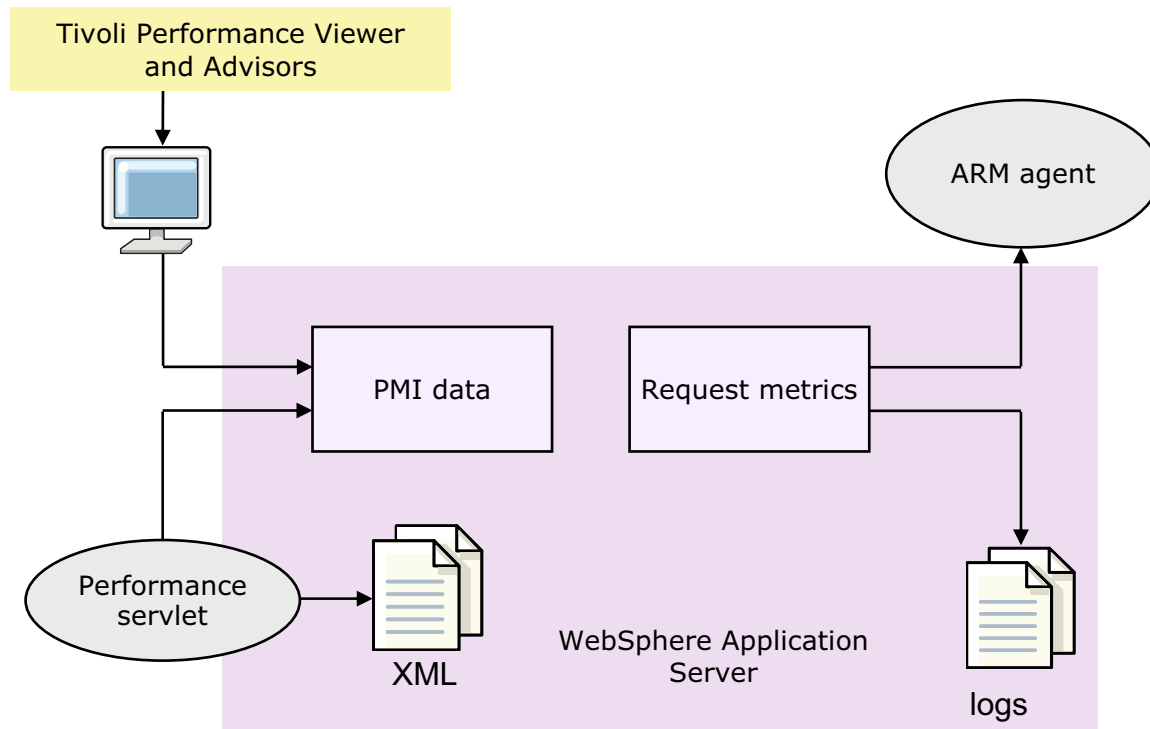 Tivoli Performance Viewer
and Advisors
ARM agent
PMI data
Request metrics
Performance
servlet
XML
WebSphere Application
Server
logs